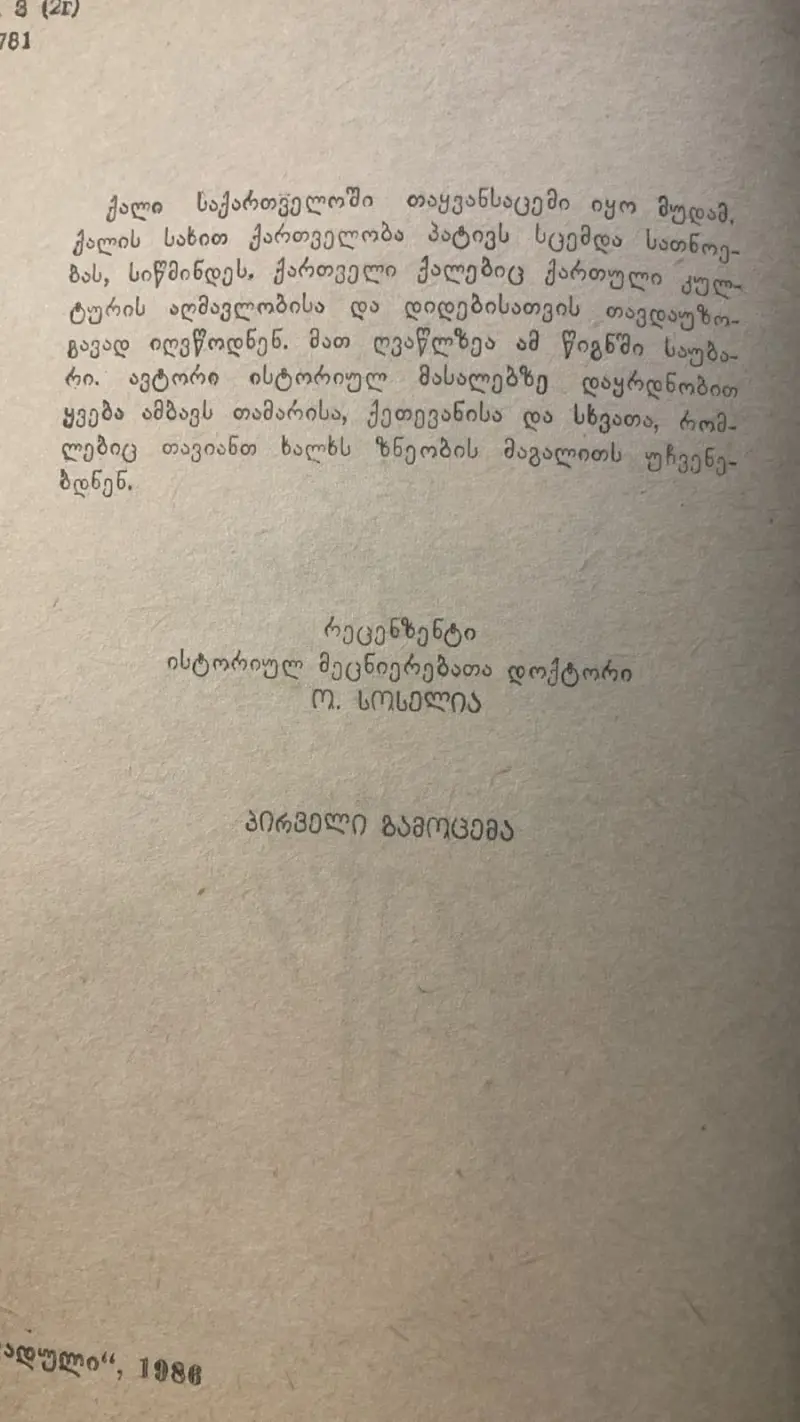 3 (2г)
781
ქალი საქართველოში თაყვანსაცემი იყო მუდამ.
ქალის სახით ქართველობა პატივს სცემდა სათნოე-
ბას, სიწმინდეს. ქართველი ქალებიც ქართული კულ-
ტურის აღმავლობისა და დიდებისათვის თავდაუზო-
გავად იღვწოდნენ. მათ ღვაწლზეა ამ წიგნში საუბა-
რი. ავტორი ისტორიულ მასალებზე დაყრდნობით
ყვება ამბავს თამარისა, ქეთევანისა და სხვათა, რომ-
ლებიც თავიანთ ხალხს ზნეობის მაგალითს უჩვენე-
ბდნენ.
რეცენზენტი
ისტორიულ მეცნიერებათა დოქტორი
ო. სოსელია
პირველი გამოცემა
ადული“, 1986